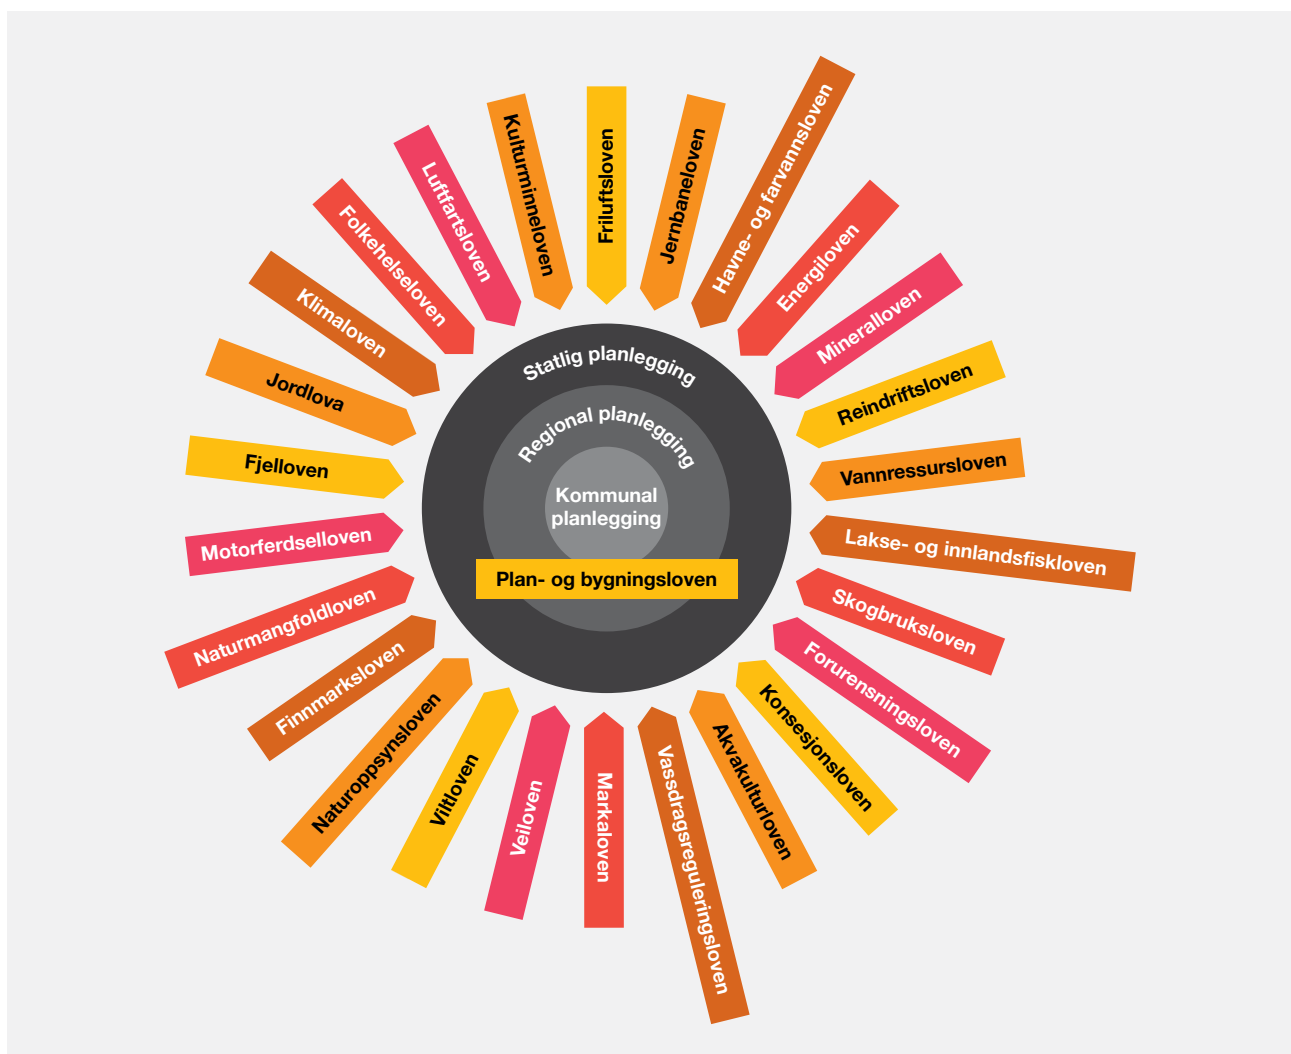 Friluftsloven
Jernbaneloven
Havne- og farvannsloven
Energiloven
Mineralloven
Reindriftsloven
Vannressursloven
Lakse- og innlandsfiskloven
Skogbruksloven
Forurensningsloven
Konsesjonsloven
Akvakulturloven
Vassdragsreguleringsloven
Markaloven
Veiloven
Viltloven
Naturoppsynsloven
Finnmarksloven
Naturmangfoldloven
Motorferdselloven
Fjelloven
Jordlova
Klimaloven
Folkehelseloven
Luftfartsloven
Kulturminneloven
Statlig planlegging
Regional planlegging
Kommunal
planlegging
Plan- og bygningsloven